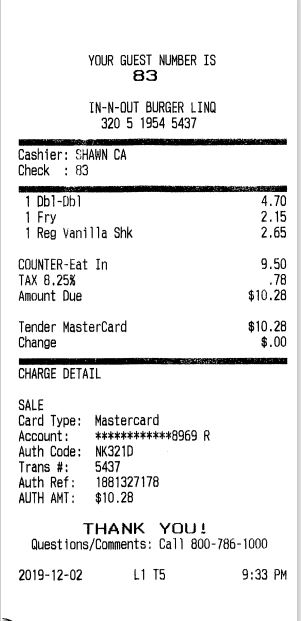 YOUR GUEST NUMBER IS
83
IN-N-OUT BURGER LINQ
320 5 1954 5437
Cashier: SHAWN CA
Check : 83
1 Dbl-Dbl 4.70
1 Fry 2.15
1 Reg Vanilla Shk 2.65
COUNTER-Eat In 9.50
TAX 8.25% .78
Amount Due $10.28
Tender MasterCard $10.28
Change $.00
CHARGE DETAIL
SALE
Card Type: Mastercard
Account: ************8969 R
Auth Code: NK321D
Trans #: 5437
Auth Ref: 1881327178
AUTH AMT: $10.28
THANK YOU!
Questions/Comments: Call 800-786-1000
2019-12-02 L1 T5 9:33 PM